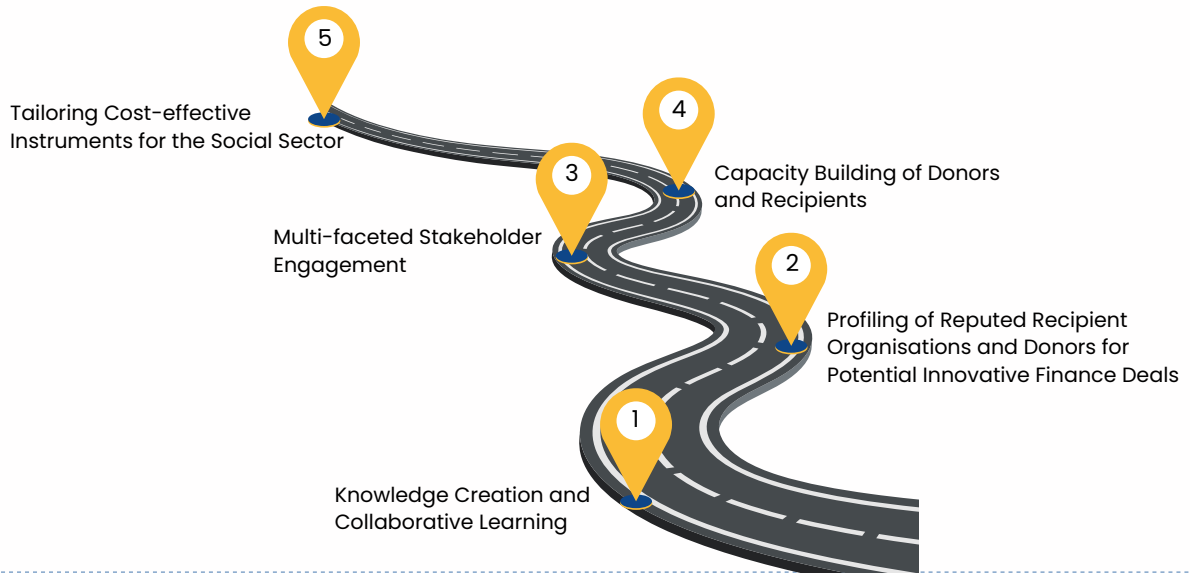 5
Tailoring Cost-effective
Instruments for the Social Sector
4
Capacity Building of Donors
and Recipients
3
Multi-faceted Stakeholder
Engagement
2
Profiling of Reputed Recipient
Organisations and Donors for
Potential Innovative Finance Deals
1
Knowledge Creation and
Collaborative Learning